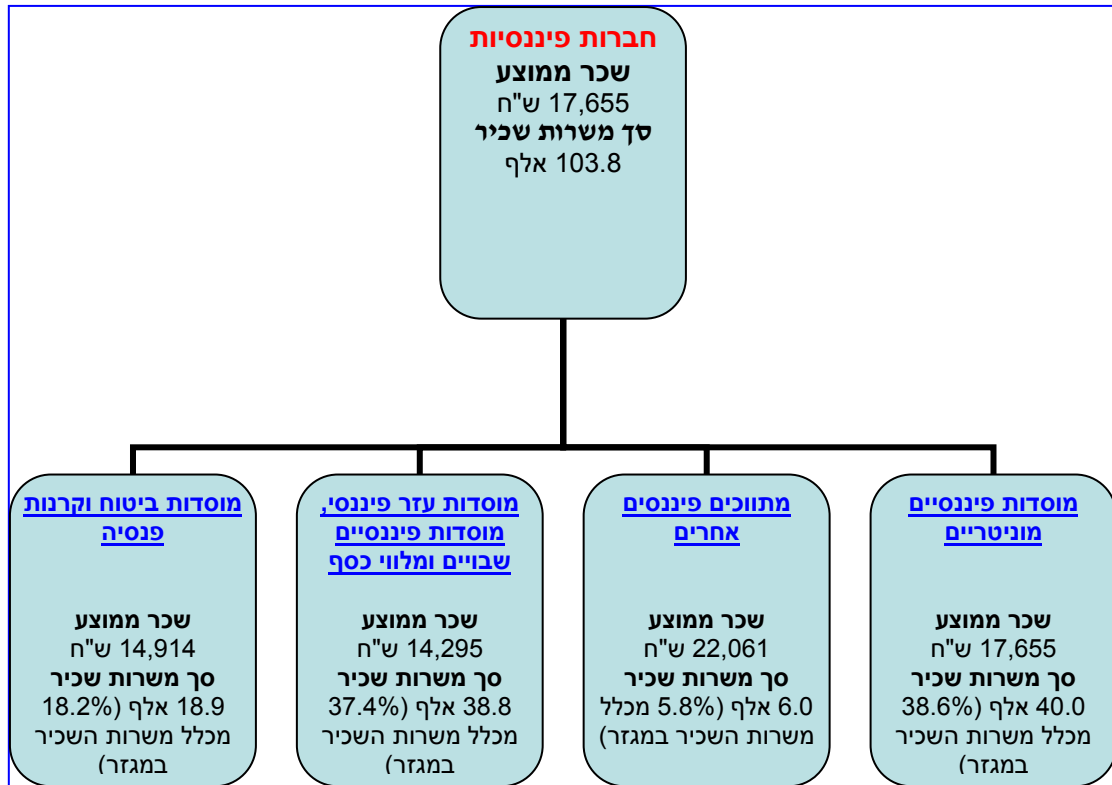 חברות פיננסיות
שכר ממוצע
17,655 ש"ח
סך משרות שכיר
103.8 אלף
מוסדות פיננסיים
מוניטריים
שכר ממוצע
17,655 ש"ח
סך משרות שכיר
40.0 אלף (38.6%
מכלל משרות השכיר
במגזר)
מתווכים פיננסים
אחרים
שכר ממוצע
22,061 ש"ח
סך משרות שכיר
6.0 אלף (5.8% מכלל
משרות השכיר במגזר)
מוסדות עזר פיננסי,
מוסדות פיננסיים
שבויים ומלווי כסף
שכר ממוצע
14,295 ש"ח
סך משרות שכיר
38.8 אלף (37.4%
מכלל משרות השכיר
במגזר)
מוסדות ביטוח וקרנות
פנסיה
שכר ממוצע
14,914 ש"ח
סך משרות שכיר
18.9 אלף (18.2%
מכלל משרות השכיר
במגזר)